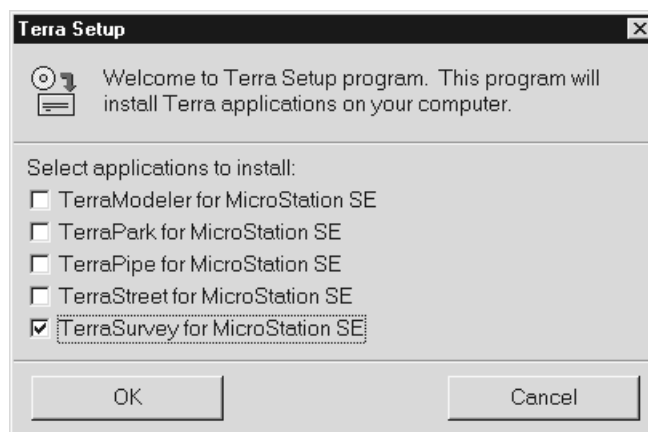 Terra Setup
Welcome to Terra Setup program. This program will
install Terra applications on your computer.
Select applications to install:
TerraModeler for MicroStation SE
TerraPark for MicroStation SE
TerraPipe for MicroStation SE
TerraStreet for MicroStation SE
TerraSurvey for MicroStation SE
OK
Cancel